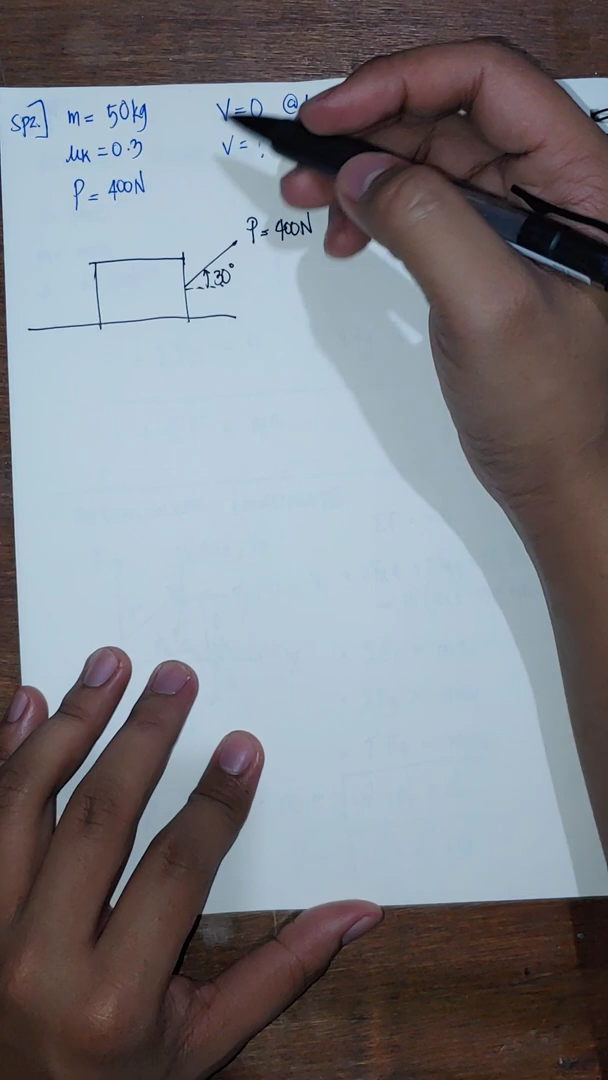 SP2.] m = 50kg V = 0 @
μk = 0.3 V =
P = 400N
P = 400N
30°